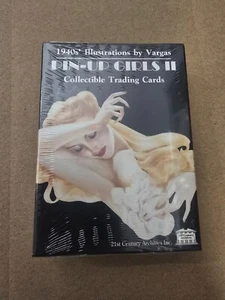 1940s' Illustrations by Vargas
PIN-UP GIRLS II
Collectible Trading Cards
21st Century Archives Inc.